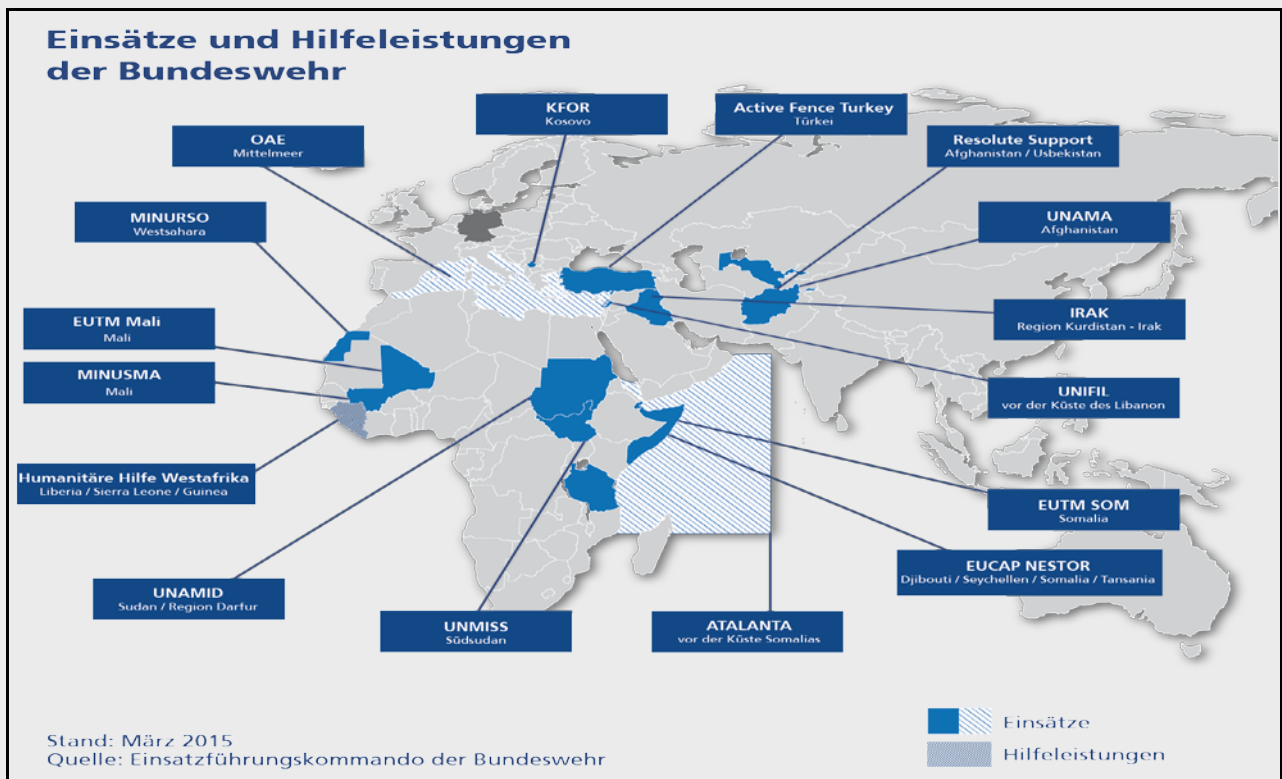 Einsätze und Hilfeleistungen
der Bundeswehr
KFOR
Kosovo
Active Fence Turkey
Türkei
OAE
Mittelmeer
Resolute Support
Afghanistan / Usbekistan
MINURSO
Westsahara
UNAMA
Afghanistan
EUTM Mali
Mali
IRAK
Region Kurdistan - Irak
MINUSMA
Mali
UNIFIL
vor der Küste des Libanon
Humanitäre Hilfe Westafrika
Liberia / Sierra Leone / Guinea
EUTM SOM
Somalia
EUCAP NESTOR
Djibouti / Seychellen / Somalia / Tansania
UNAMID
Sudan / Region Darfur
UNMISS
Südsudan
ATALANTA
vor der Küste Somalias
Einsätze
Hilfeleistungen
Stand: März 2015
Quelle: Einsatzführungskommando der Bundeswehr